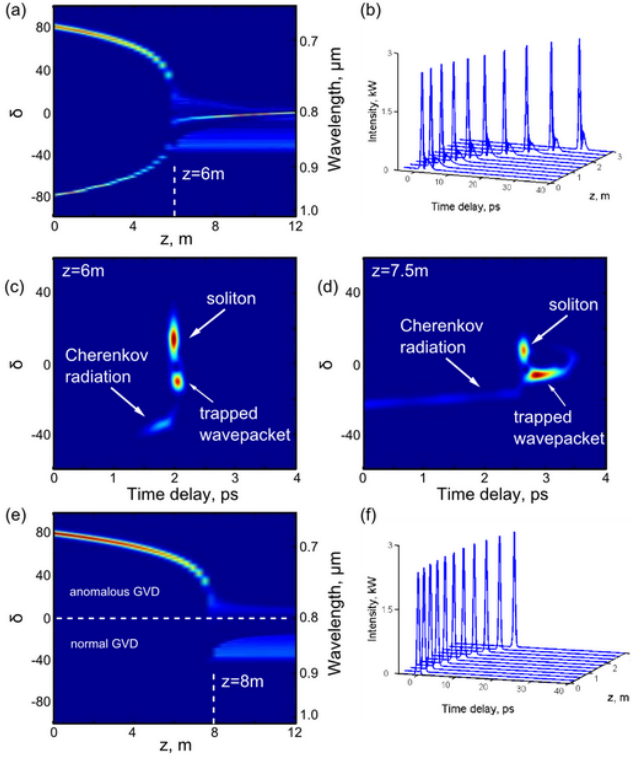 (a)
80
40
0
-40
-80
δ
0.7
0.8
0.9
1.0
Wavelength, µm
z=6m
0 2 4 6 8 10 12
z, m
(b)
3
1.5
0
Intensity, kW
0 10 20 30 40
Time delay, ps
0 1 2 3
z, m
(c)
z=6m
40
0
-40
δ
soliton
Cherenkov
radiation
trapped
wavepacket
0 1 2 3 4
Time delay, ps
(d)
z=7.5m
40
0
-40
δ
Cherenkov
radiation
soliton
trapped
wavepacket
0 1 2 3 4
Time delay, ps
(e)
80
40
0
-40
-80
δ
anomalous GVD
normal GVD
0.7
0.8
0.9
1.0
Wavelength, µm
z=8m
0 2 4 6 8 10 12
z, m
(f)
3
1.5
0
Intensity, kW
0 10 20 30 40
Time delay, ps
0 1 2
z, m